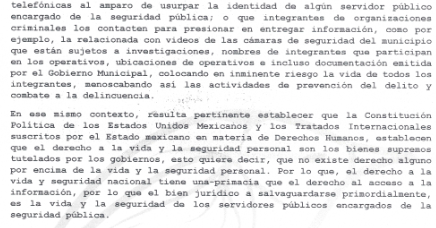 telefónicas al amparo de usurpar la identidad de algún servidor público
encargado de la seguridad pública; o que integrantes de organizaciones
criminales los contacten para presionar en entregar información, como por
ejemplo, la relacionada con videos de las cámaras de seguridad del municipio
que están sujetos a investigaciones, nombres de integrantes que participan
en los operativos, ubicaciones de operativos e incluso documentación emitida
por el Gobierno Municipal, colocando en inminente riesgo la vida de todos los
integrantes, menoscabando así las actividades de prevención del delito y
combate a la delincuencia.
En ese mismo contexto, resulta pertinente establecer que la Constitución
Política de los Estados Unidos Mexicanos y los Tratados Internacionales
suscritos por el Estado mexicano en materia de Derechos Humanos, establecen
que el derecho a la vida y la seguridad personal son los bienes supremos
tutelados por los gobiernos, esto quiere decir, que no existe derecho alguno
por encima de la vida y la seguridad personal. Por lo que, el derecho a la
vida y seguridad nacional tiene una primacía que el derecho al acceso a la
información, por lo que el bien jurídico a salvaguardarse primordialmente,
es la vida y la seguridad de los servidores públicos encargados de la
seguridad pública.